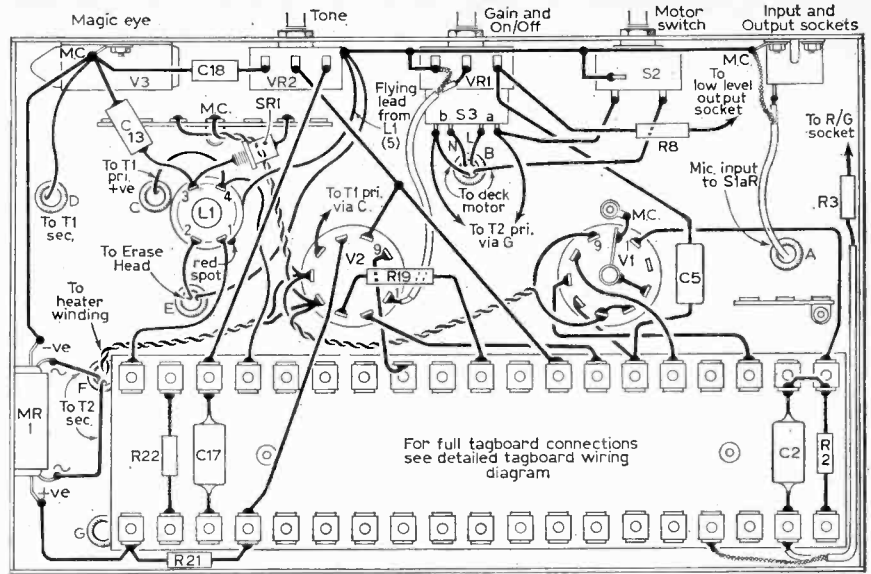 Magic eye
Tone
Gain and
On/Off
Motor
switch
Input and
Output sockets
M.C.
V3
C18
VR2
VR1
S2
M.C.
C
13
M.C.
SR1
Flying
lead from
L1
(5)
b S3 a
N L
B
To
low level
output
socket
R8
To R/G
socket
To T1
pri.
+ve
C
3 4
L1
2 1
D
To T1
sec.
To T1 pri.
via C.
To deck
motor
To T2 pri.
via G
Mic. input
to S1aR
R3
A
M.C.
To Erase
Head
red
spot
E
V2
9
R19
1
9
V1
C5
To
heater
winding
-ve
F
To T2
sec.
MR
1
+ve
G
R22
C17
For full tagboard connections
see detailed tagboard wiring
diagram
C2
R
2
R21